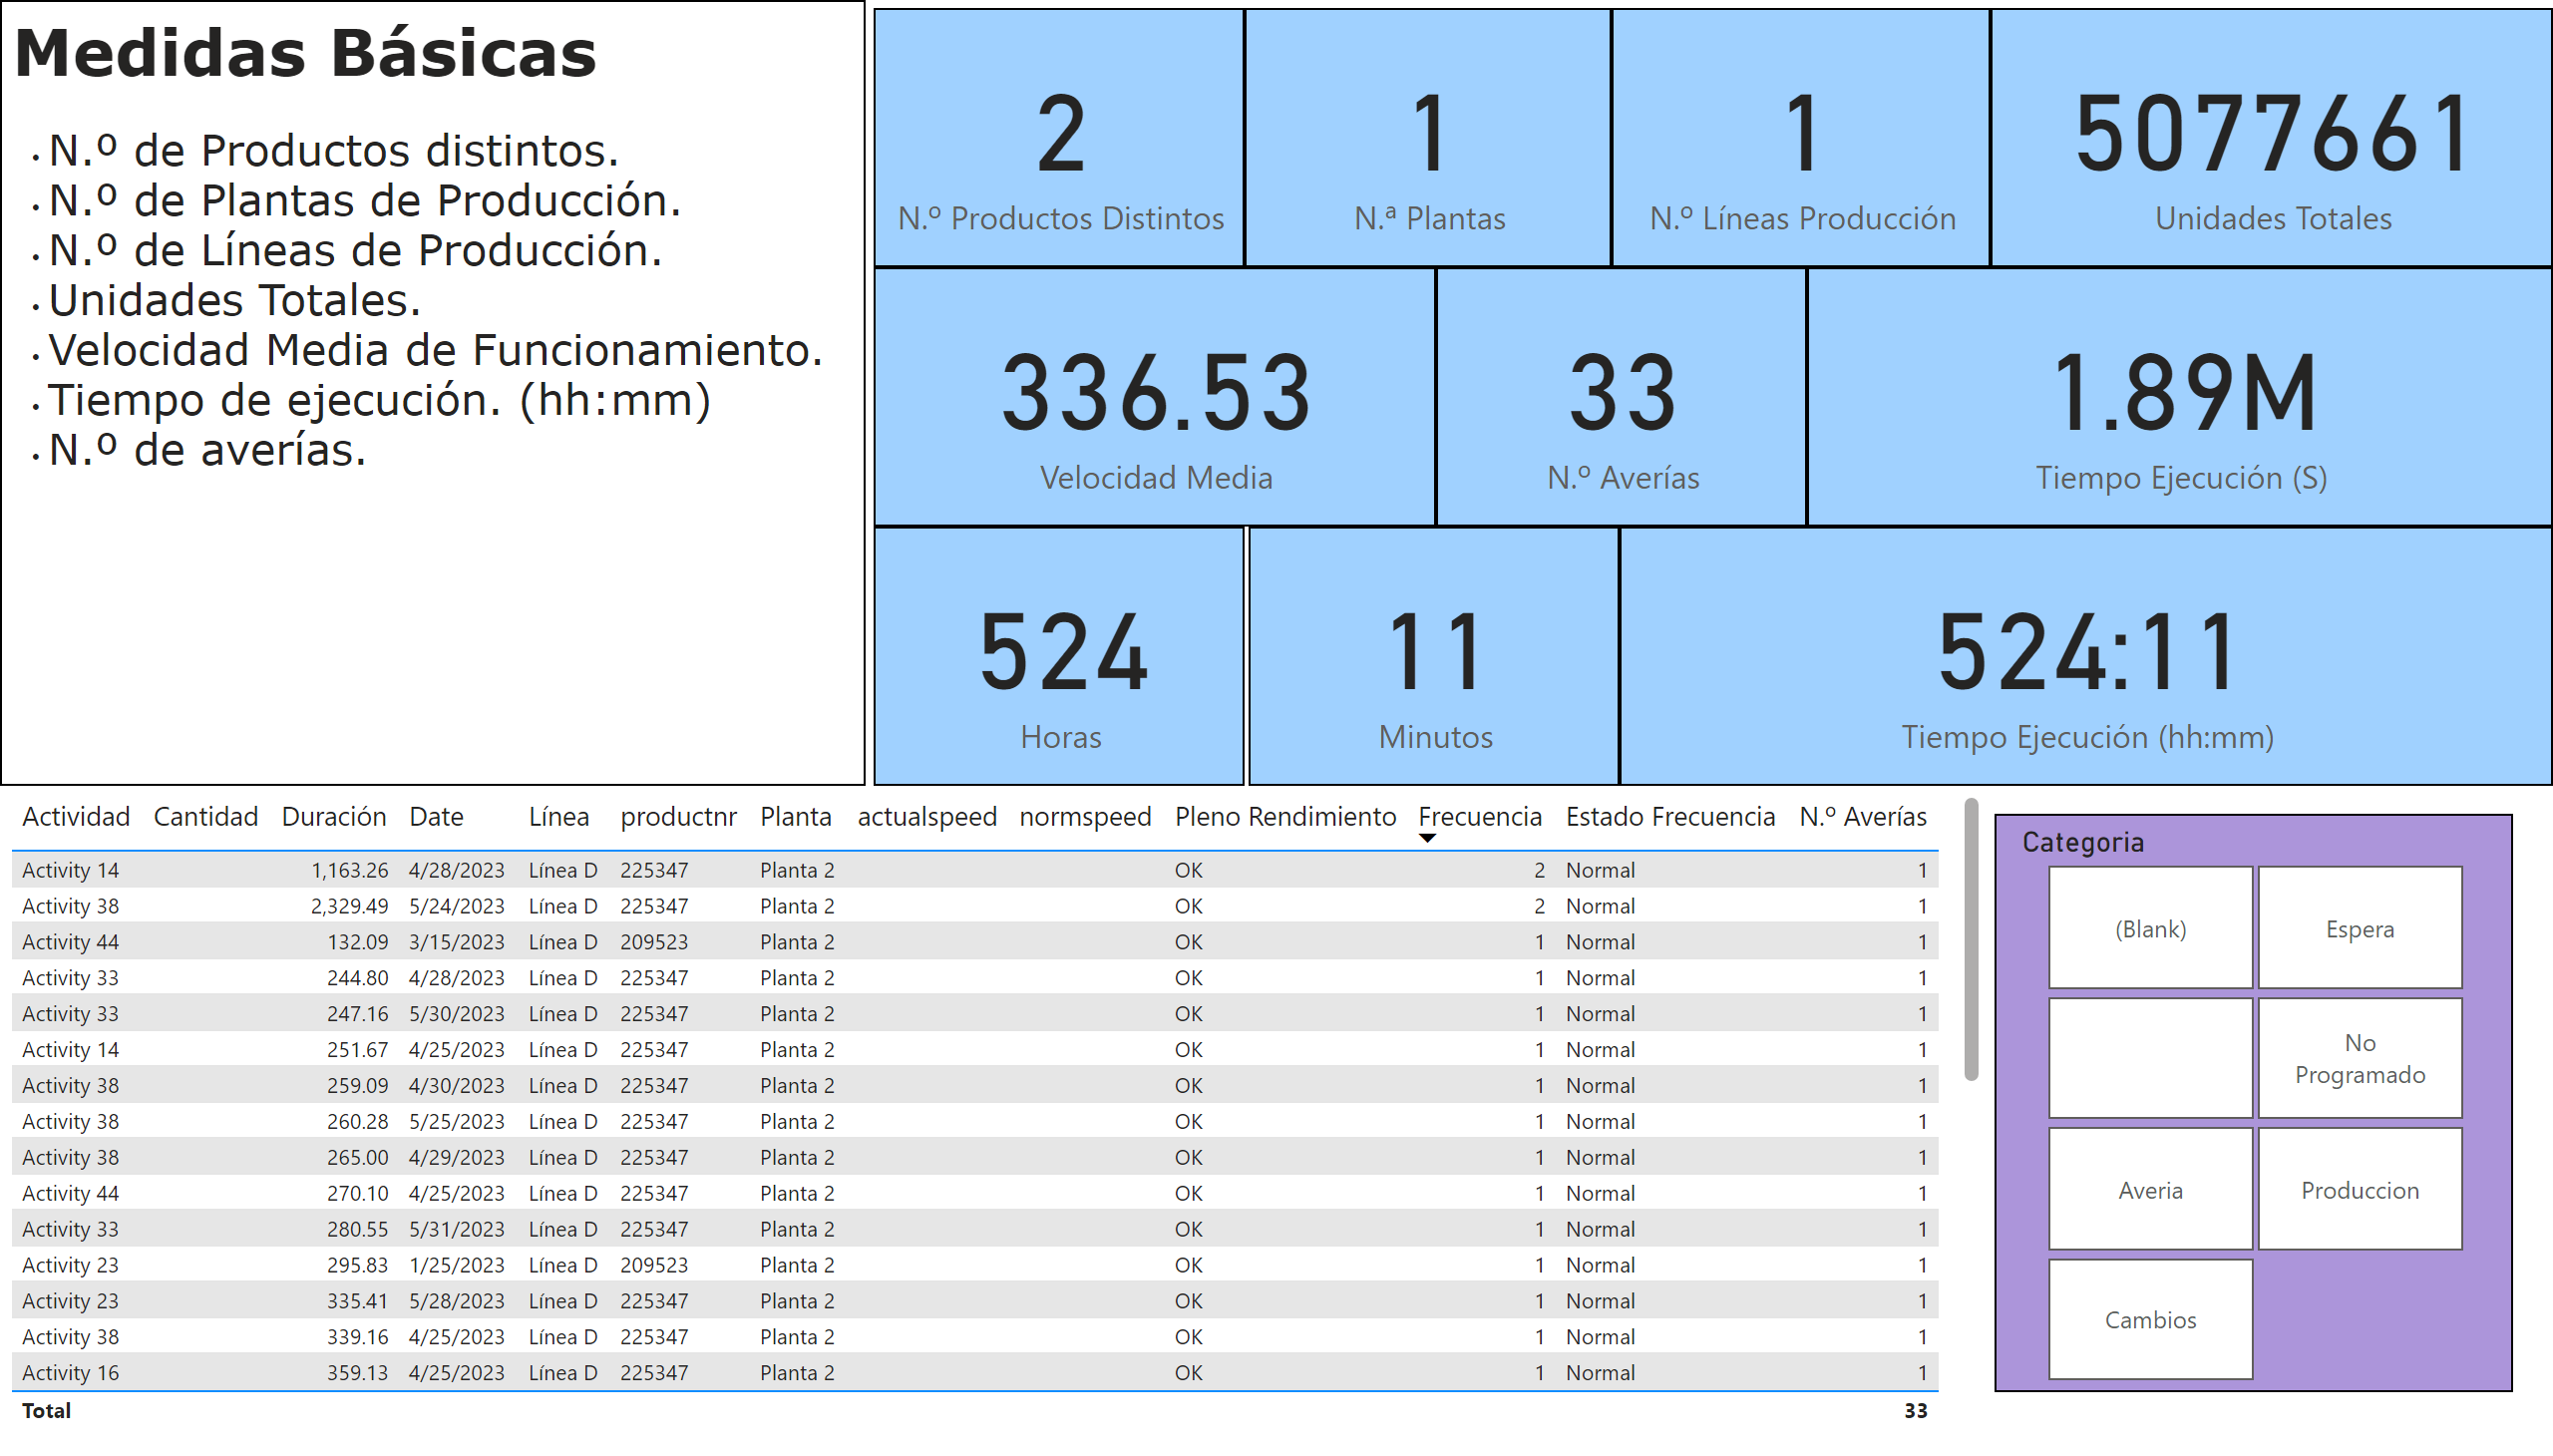 Medidas Básicas
• N.º de Productos distintos.
• N.º de Plantas de Producción.
• N.º de Líneas de Producción.
• Unidades Totales.
• Velocidad Media de Funcionamiento.
• Tiempo de ejecución. (hh:mm)
• N.º de averías.
2
N.º Productos Distintos
1
N.ª Plantas
1
N.º Líneas Producción
5077661
Unidades Totales
336.53
Velocidad Media
33
N.º Averías
1.89M
Tiempo Ejecución (S)
524
Horas
11
Minutos
524:11
Tiempo Ejecución (hh:mm)
Actividad Cantidad Duración Date Línea productnr Planta actualspeed normspeed Pleno Rendimiento Frecuencia Estado Frecuencia N.º Averías
Activity 14 1,163.26 4/28/2023 Línea D 225347 Planta 2 OK 2 Normal 1
Activity 38 2,329.49 5/24/2023 Línea D 225347 Planta 2 OK 2 Normal 1
Activity 44 132.09 3/15/2023 Línea D 209523 Planta 2 OK 1 Normal 1
Activity 33 244.80 4/28/2023 Línea D 225347 Planta 2 OK 1 Normal 1
Activity 33 247.16 5/30/2023 Línea D 225347 Planta 2 OK 1 Normal 1
Activity 14 251.67 4/25/2023 Línea D 225347 Planta 2 OK 1 Normal 1
Activity 38 259.09 4/30/2023 Línea D 225347 Planta 2 OK 1 Normal 1
Activity 38 260.28 5/25/2023 Línea D 225347 Planta 2 OK 1 Normal 1
Activity 38 265.00 4/29/2023 Línea D 225347 Planta 2 OK 1 Normal 1
Activity 44 270.10 4/25/2023 Línea D 225347 Planta 2 OK 1 Normal 1
Activity 33 280.55 5/31/2023 Línea D 225347 Planta 2 OK 1 Normal 1
Activity 23 295.83 1/25/2023 Línea D 209523 Planta 2 OK 1 Normal 1
Activity 23 335.41 5/28/2023 Línea D 225347 Planta 2 OK 1 Normal 1
Activity 38 339.16 4/25/2023 Línea D 225347 Planta 2 OK 1 Normal 1
Activity 16 359.13 4/25/2023 Línea D 225347 Planta 2 OK 1 Normal 1
Total 33
Categoria
(Blank)
Espera
No
Programado
Averia
Produccion
Cambios